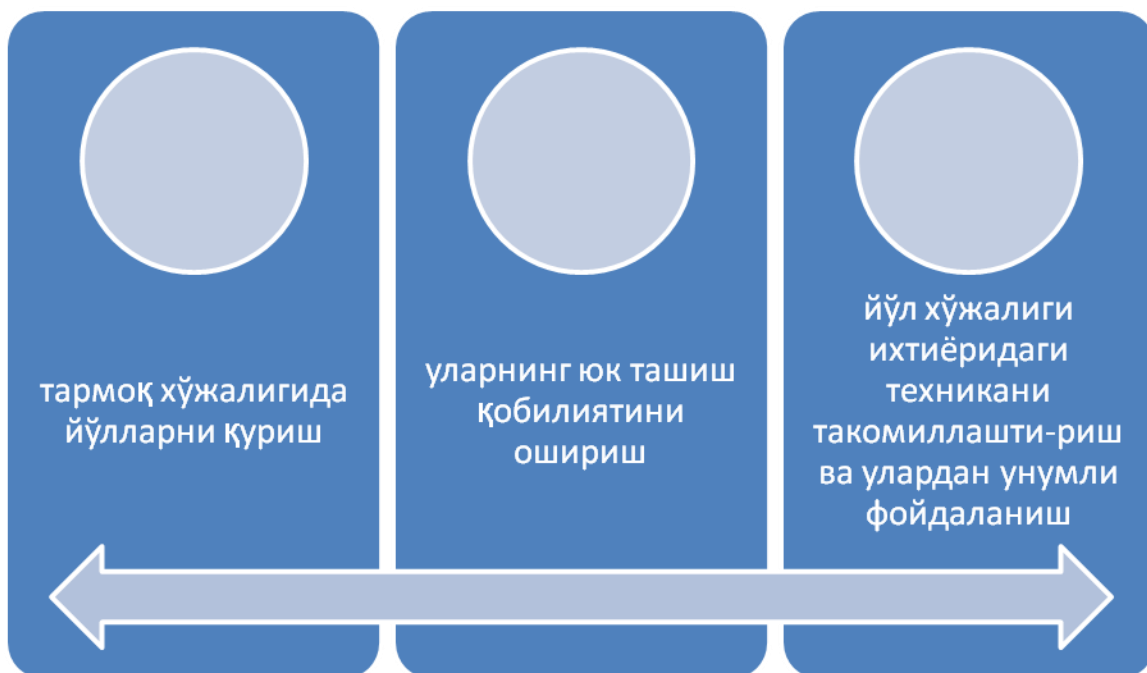 тармоқ хўжалигида
йўлларни қуриш
уларнинг юк ташиш
қобилиятини
ошириш
йўл хўжалиги
ихтиёридаги
техникани
такомиллашти-риш
ва улардан унумли
фойдаланиш